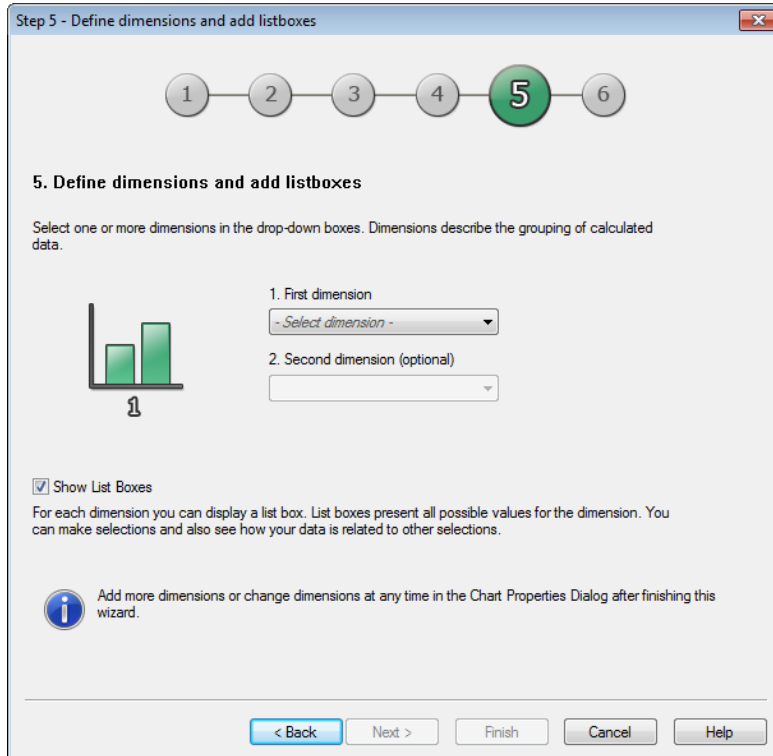 Step 5 - Define dimensions and add listboxes
1 2 3 4 5 6
5. Define dimensions and add listboxes
Select one or more dimensions in the drop-down boxes. Dimensions describe the grouping of calculated
data.
1. First dimension
- Select dimension -
2. Second dimension (optional)
1
Show List Boxes
For each dimension you can display a list box. List boxes present all possible values for the dimension. You
can make selections and also see how your data is related to other selections.
i
Add more dimensions or change dimensions at any time in the Chart Properties Dialog after finishing this
wizard.
< Back Next > Finish Cancel Help